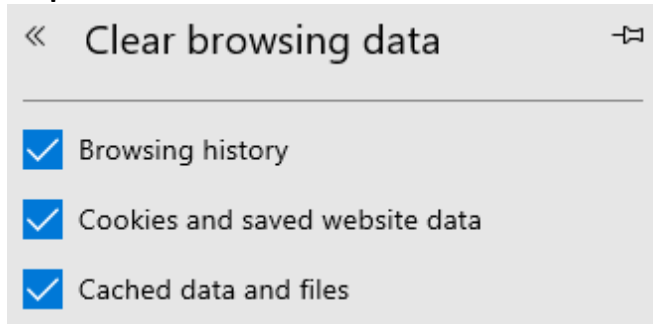 Clear browsing data
Browsing history
Cookies and saved website data
Cached data and files